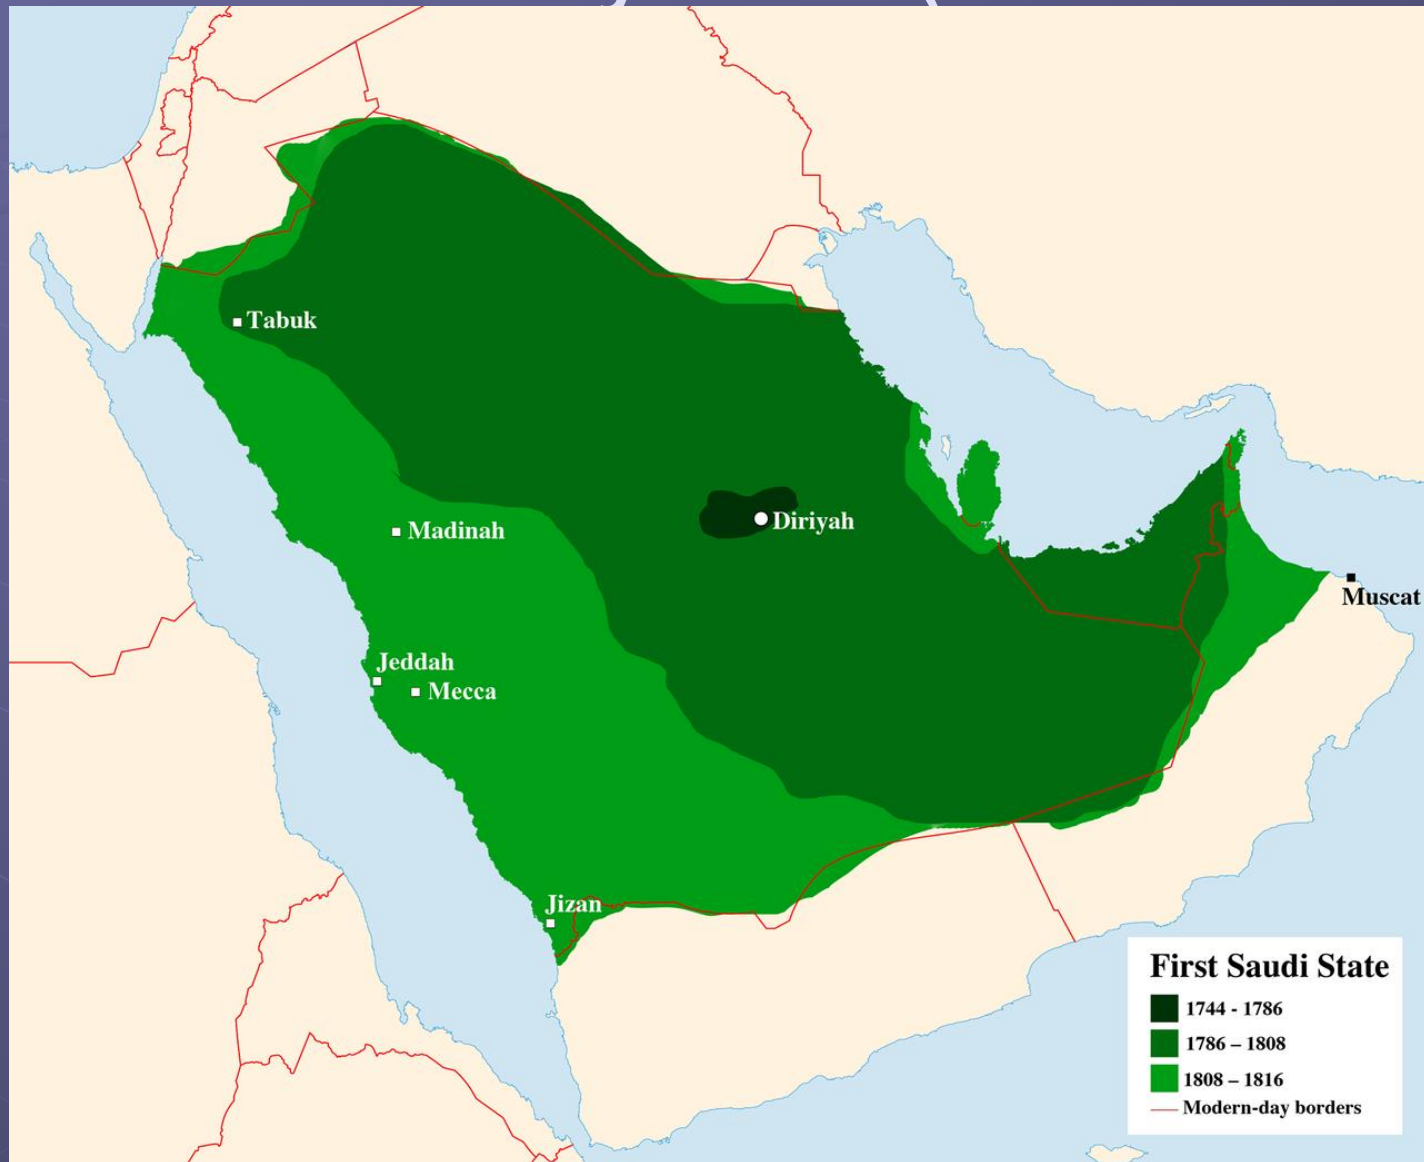 Tabuk
Diriyah
Madinah
Muscat
Jeddah
Mecca
Jizan
First Saudi State
1744 - 1786
1786 – 1808
1808 – 1816
Modern-day borders